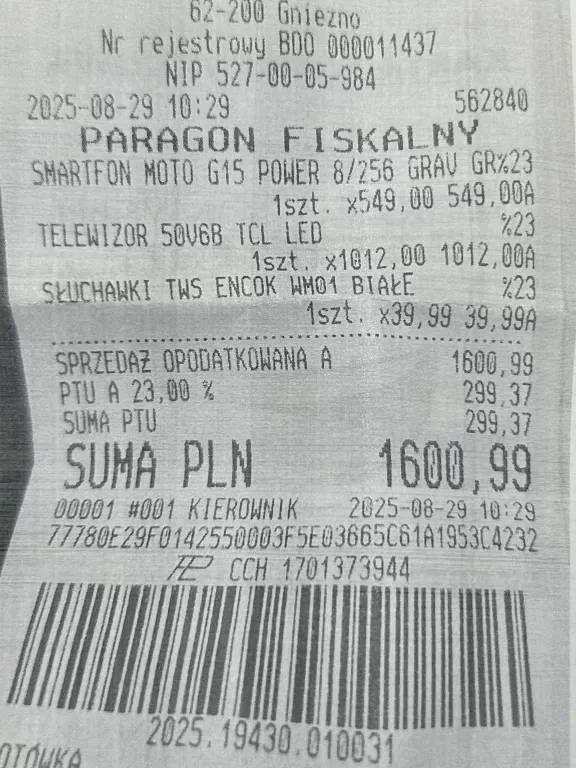 62-200 Gniezno
Nr rejestrowy BDO 000011437
NIP 527-00-05-984
2025-08-29 10:29 562840
PARAGON FISKALNY
SMARTFON MOTO G15 POWER 8/256 GRAV GR%23
1szt. x549,00 549,00A
TELEWIZOR 50V6B TCL LED %23
1szt. x1012,00 1012,00A
SŁUCHAWKI TWS ENCOK WM01 BIAŁE %23
1szt. x39,99 39,99A
SPRZEDAŻ OPODATKOWANA A 1600,99
PTU A 23,00 % 299,37
SUMA PTU 299,37
SUMA PLN 1600,99
00001 #001 KIEROWNIK 2025-08-29 10:29
77780E29F0142550003F5E03665C61A1953C4232
CCH 1701373944
2025.19430.010031
OTÓWKA